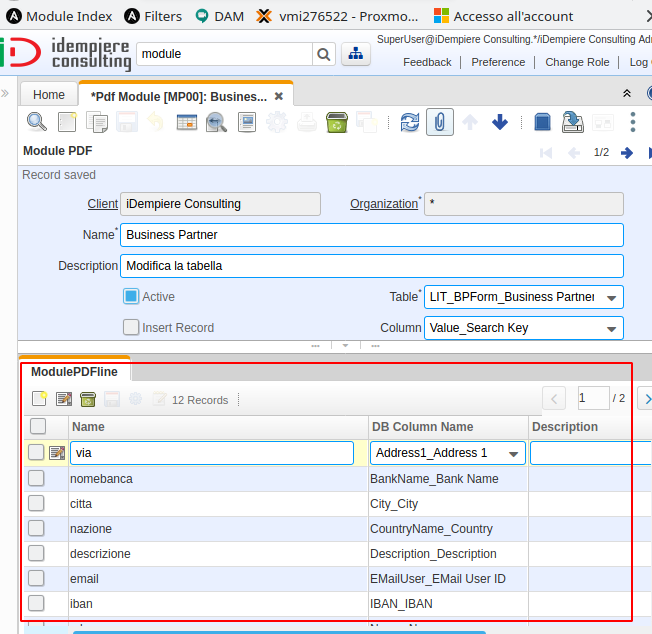 Module Index Filters DAM vmi276522 - Proxmo... Accesso all'account
idempiere
consulting
module
SuperUser@iDempiere Consulting.*/iDempiere Consulting Adm
Feedback Preference Change Role Log
Home *Pdf Module [MP00]: Busines...
Module PDF 1/2
Record saved
Client iDempiere Consulting Organization* *
Name* Business Partner
Description Modifica la tabella
Active Table* LIT_BPForm_Business Partner
Insert Record Column Value_Search Key
ModulePDFline
12 Records 1 / 2
Name DB Column Name Description
via Address1_Address 1
nomebanca BankName_Bank Name
citta City_City
nazione CountryName_Country
descrizione Description_Description
email EMailUser_EMail User ID
iban IBAN_IBAN